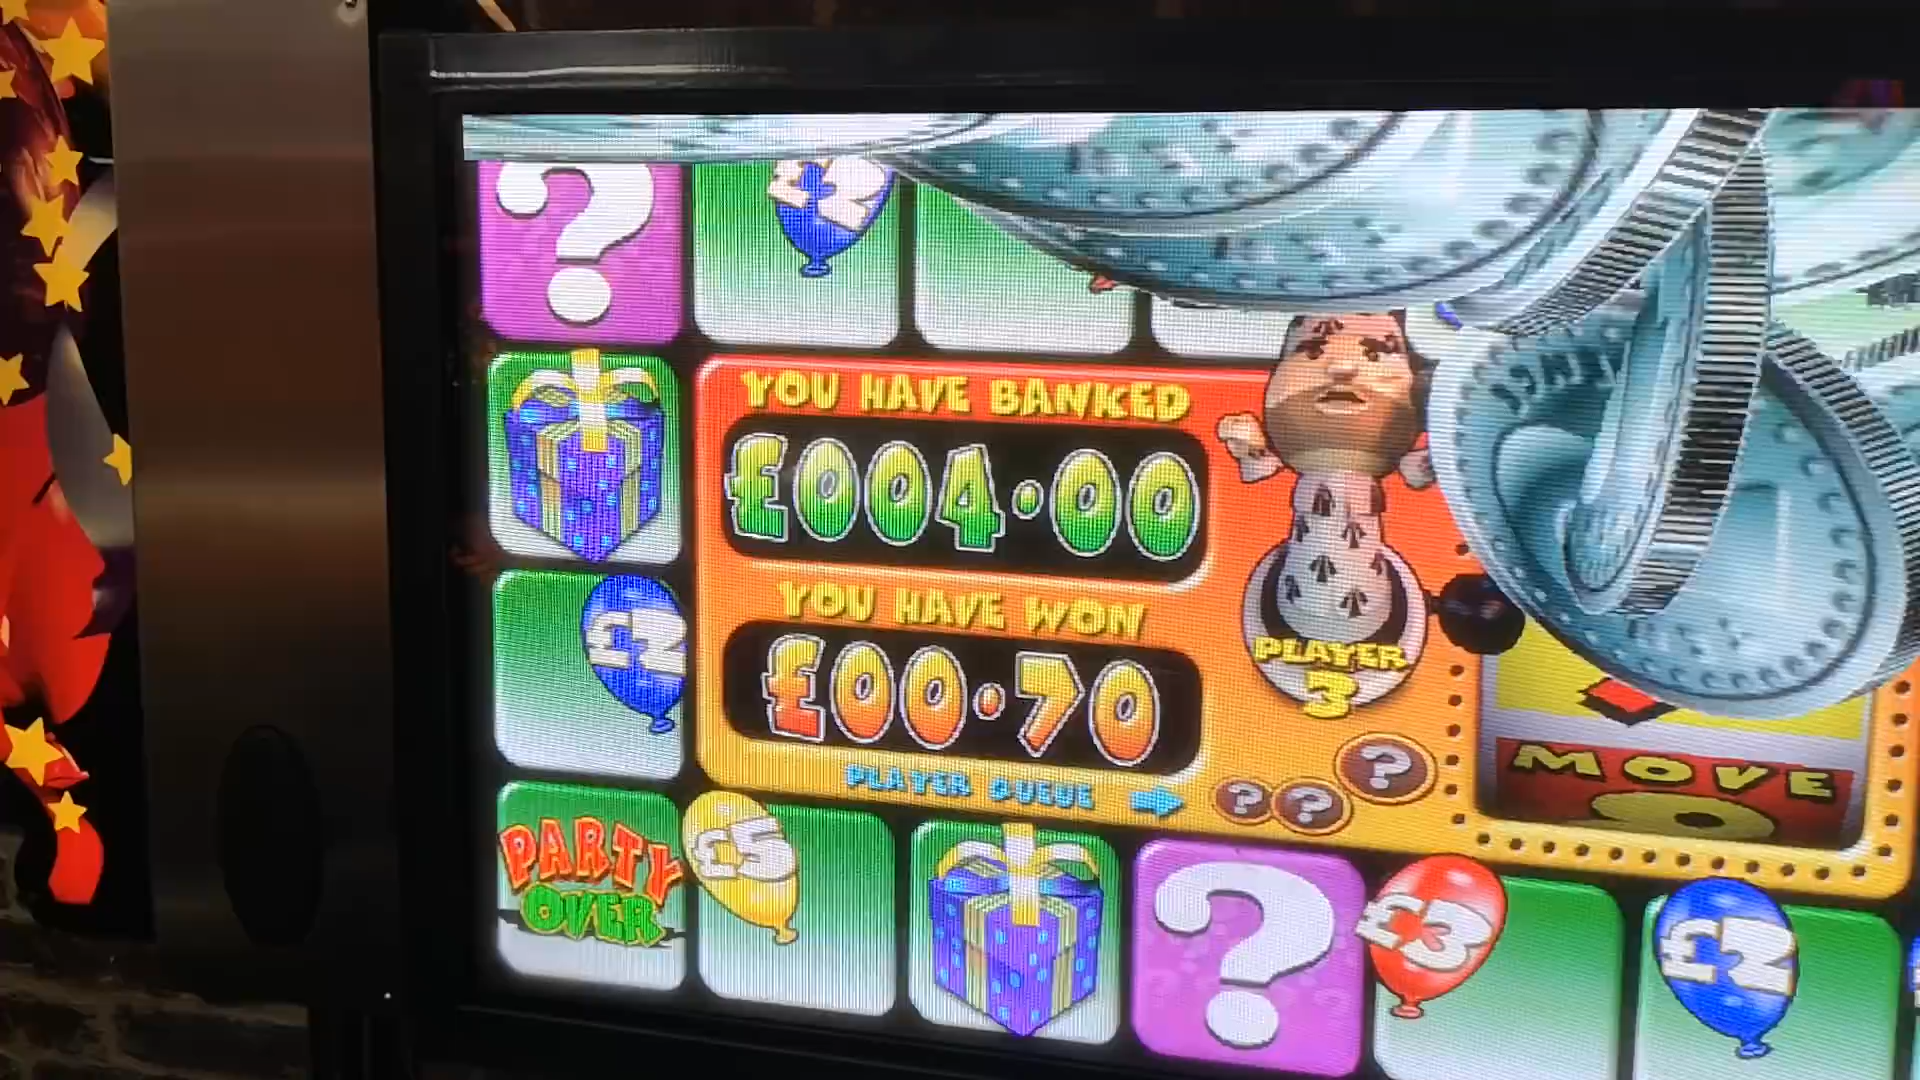 ?
£2
YOU HAVE BANKED
£004.00
£2
YOU HAVE WON
£00.70
PLAYER
3
PLAYER QUEUE
? ? ?
MOVE
PARTY
OVER
£5
?
£3
£2